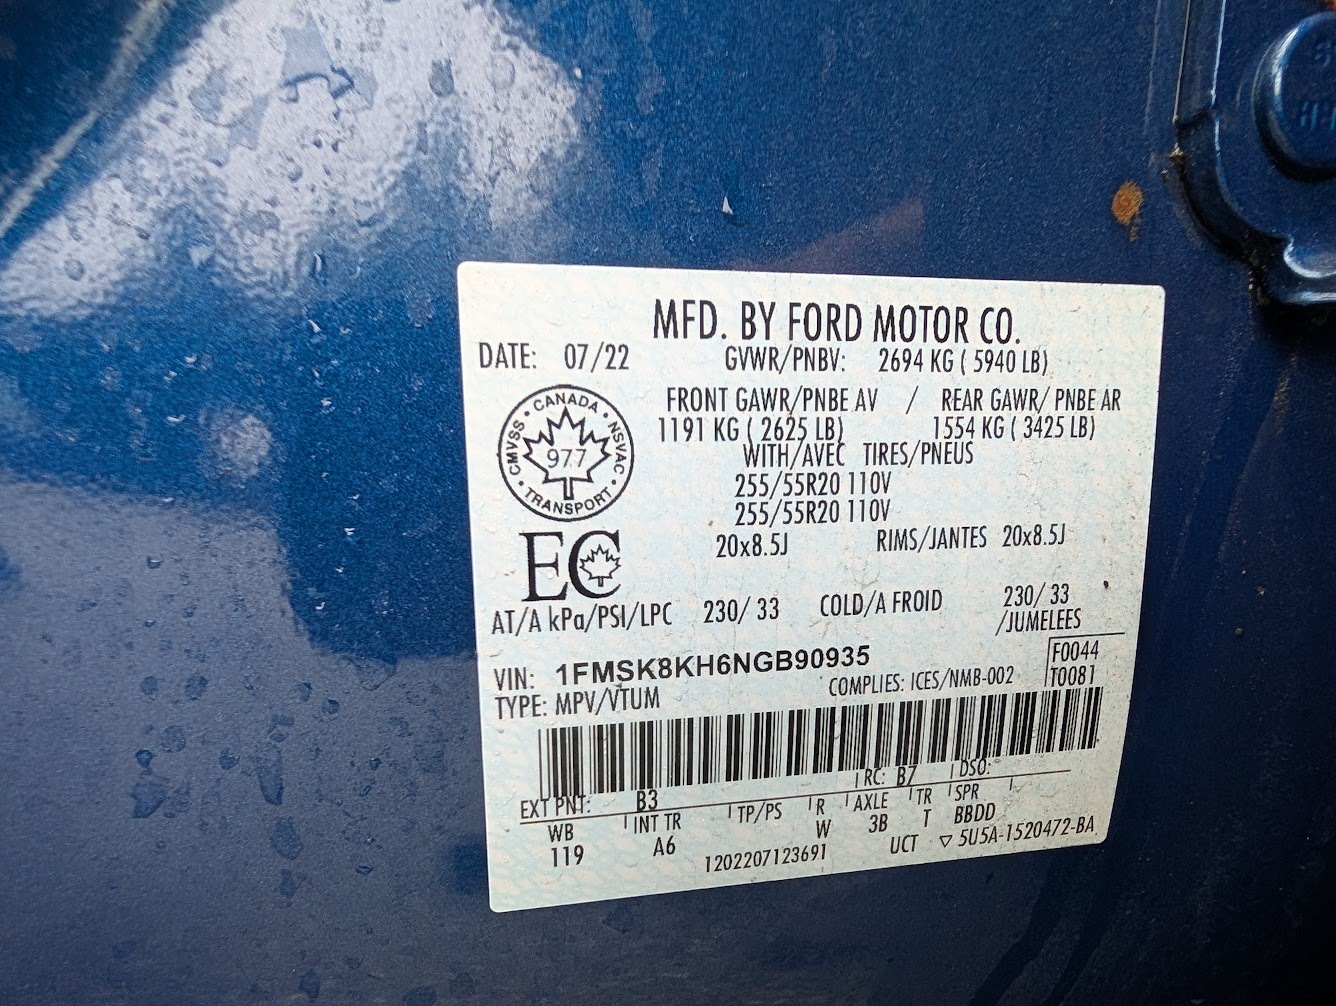 MFD. BY FORD MOTOR CO.
DATE: 07/22 GVWR/PNBV: 2694 KG ( 5940 LB)
FRONT GAWR/PNBE AV / REAR GAWR/ PNBE AR
1191 KG ( 2625 LB) 1554 KG ( 3425 LB)
WITH/AVEC TIRES/PNEUS
255/55R20 110V
255/55R20 110V
20x8.5J RIMS/JANTES 20x8.5J
CANADA • NSVAC • TRANSPORT • CMVSS •
977
EC
AT/A kPa/PSI/LPC 230/ 33 COLD/A FROID 230/ 33
/JUMELEES
VIN: 1FMSK8KH6NGB90935 F0044
TYPE: MPV/VTUM COMPLIES: ICES/NMB-002 T0081
EXT PNT: B3 RC: B7 DSO:
WB INT TR TP/PS R AXLE TR SPR
119 A6 W 3B T BBDD
1202207123691 UCT ▽ 5U5A-1520472-BA